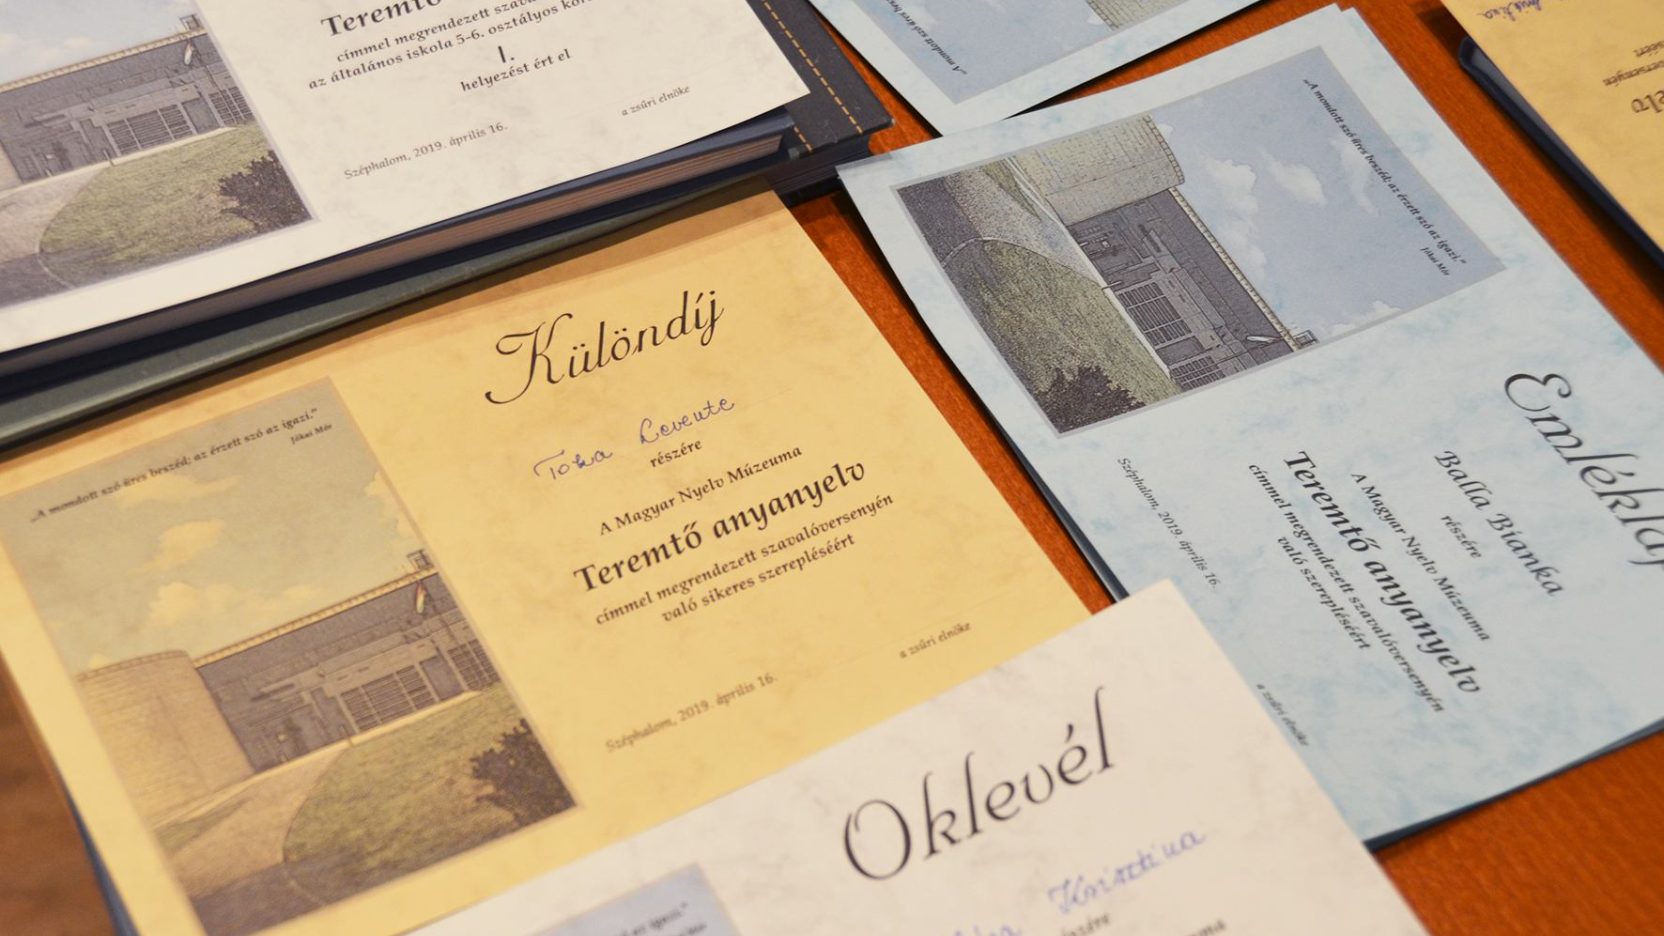 Teremtő
címmel megrendezett
az általános iskola 5-6. osztályos
I.
helyezést ért el
a zsűri elnöke
Széphalom, 2019. április 16.
Különdíj
Toka Levente
részére
A Magyar Nyelv Múzeuma
Teremtő anyanyelv
címmel megrendezett szavalóversenyén
való sikeres szerepléséért
a zsűri elnöke
Széphalom, 2019. április 16.
„A mondott szó üres beszéd; az érzett szó az igazi.”
Jókai Mór
„A mondott szó üres beszéd; az érzett szó az igazi.”
Jókai Mór
Emléklap
Balla Bianka
részére
A Magyar Nyelv Múzeuma
Teremtő anyanyelv
címmel megrendezett szavalóversenyén
való szerepléséért
Széphalom, 2019. április 16.
a zsűri elnöke
Oklevél
Krisztina
részére
„A mondott szó üres